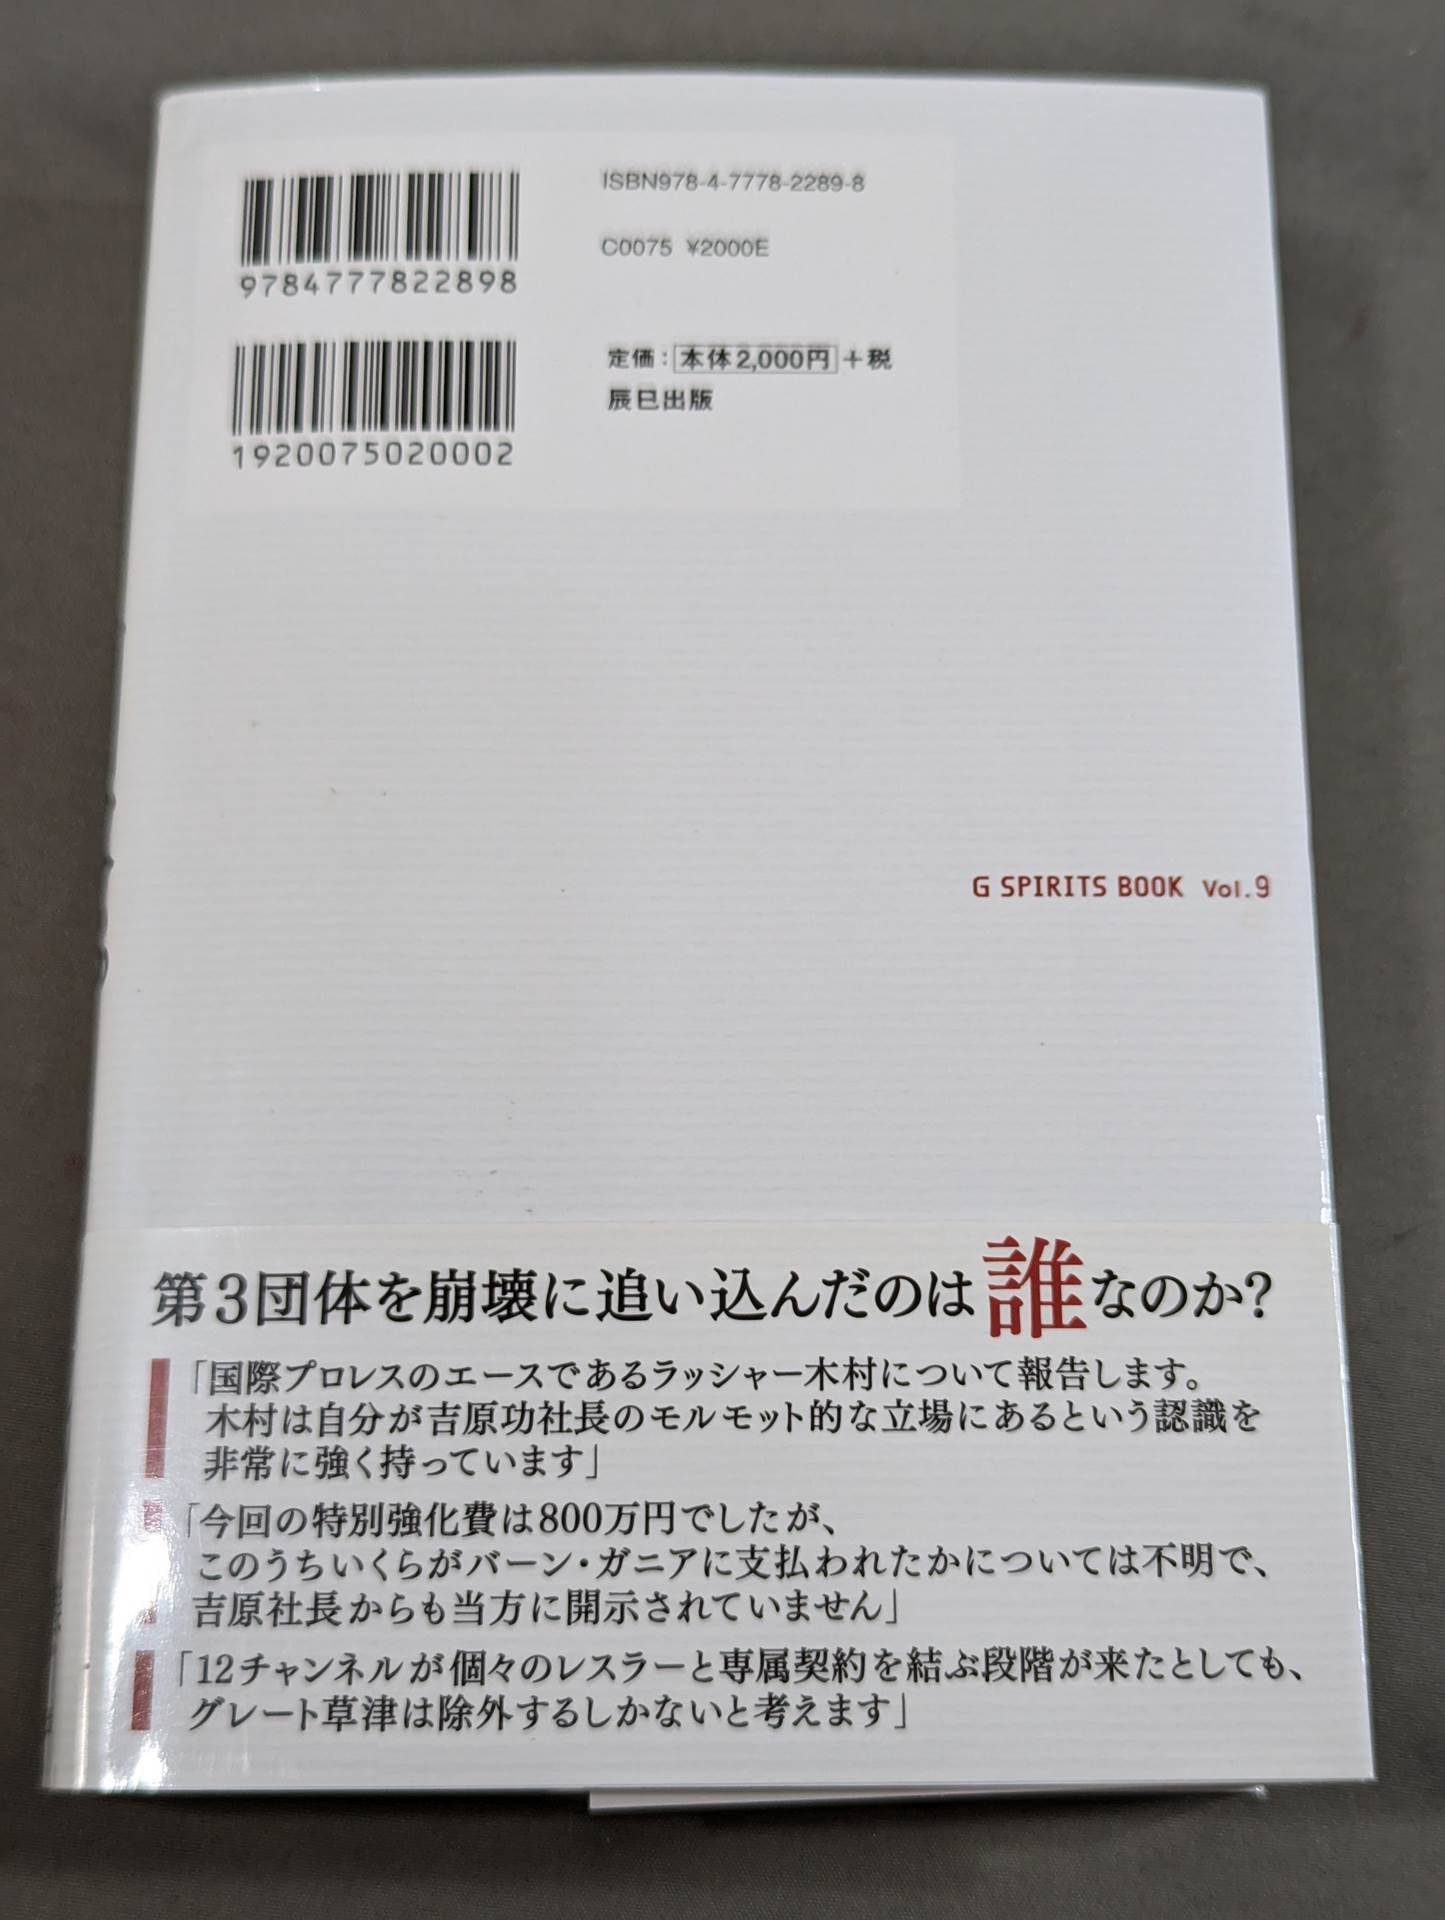 9784777822898
ISBN978-4-7778-2289-8
C0075 ¥2000E
1920075020002
定価：本体2,000円＋税
辰巳出版
G SPIRITS BOOK Vol.9
第3団体を崩壊に追い込んだのは誰なのか?
「国際プロレスのエースであるラッシャー木村について報告します。
木村は自分が吉原功社長のモルモット的な立場にあるという認識を
非常に強く持っています」
「今回の特別強化費は800万円でしたが、
このうちいくらがバーン・ガニアに支払われたかについては不明で、
吉原社長からも当方に開示されていません」
「12チャンネルが個々のレスラーと専属契約を結ぶ段階が来たとしても、
グレート草津は除外するしかないと考えます」